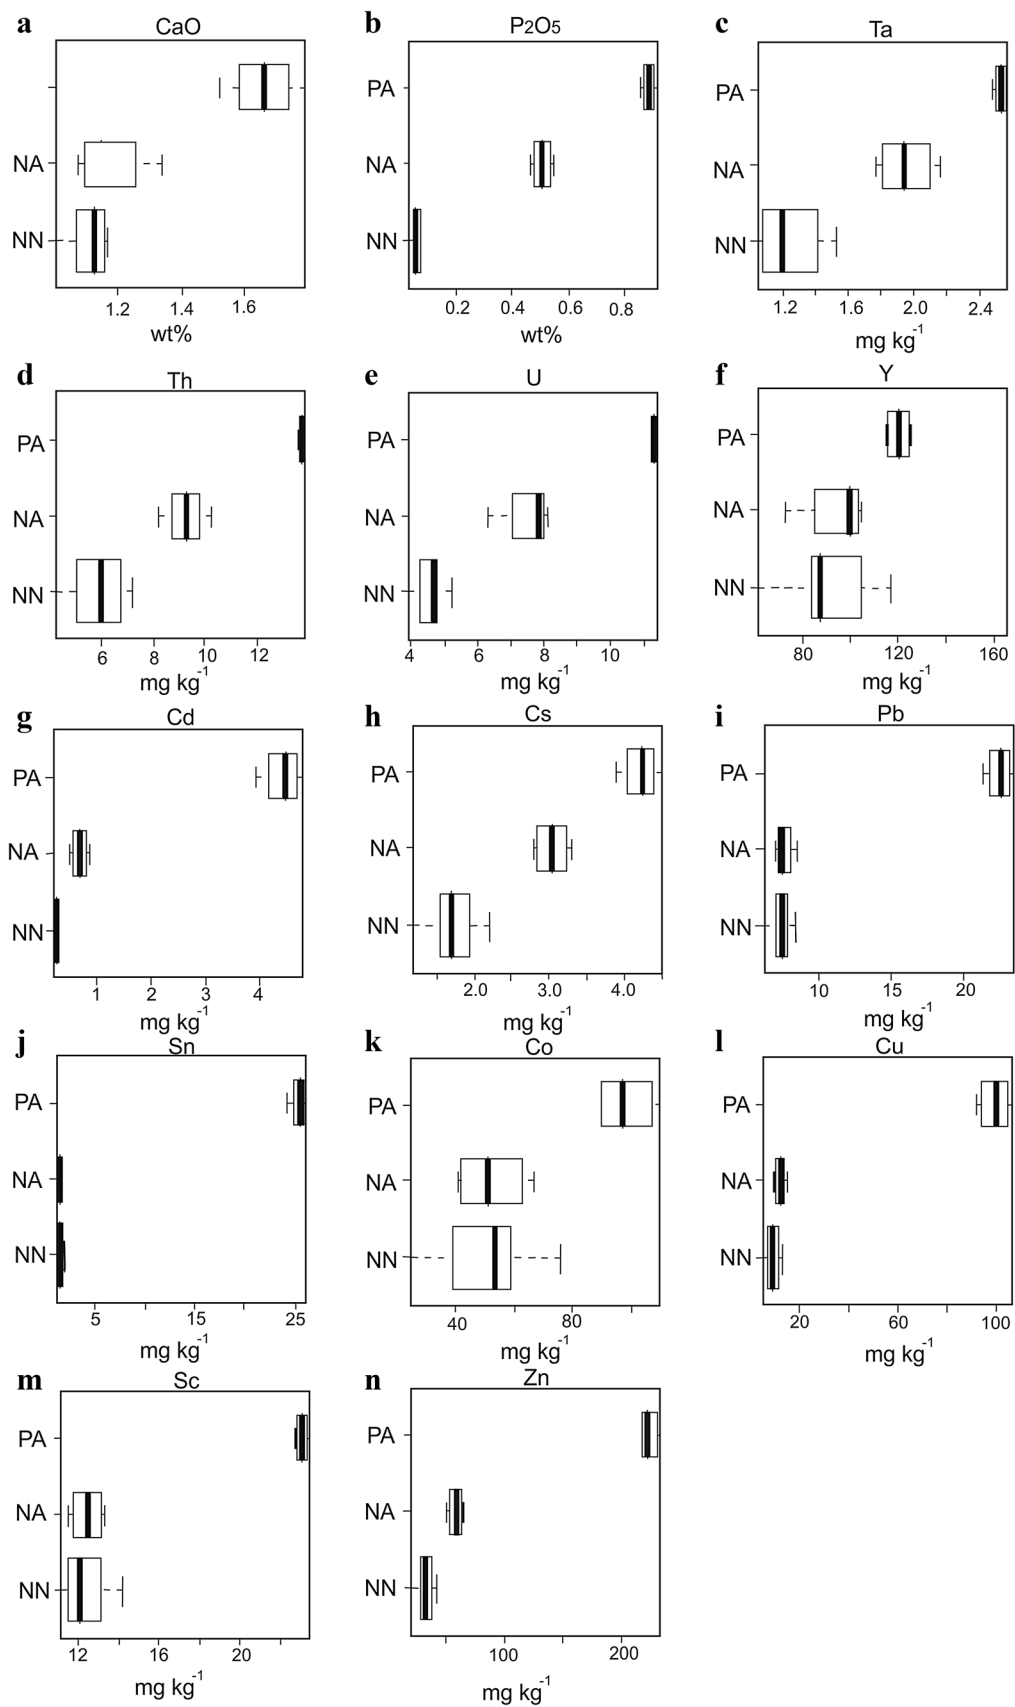 a CaO b P2O5 c Ta
PA PA
NA NA NA
NN NN NN
1.2 1.4 1.6 0.2 0.4 0.6 0.8 1.2 1.6 2.0 2.4
wt% wt% mg kg-1
d Th e U f Y
PA PA PA
NA NA NA
NN NN NN
6 8 10 12 4 6 8 10 80 120 160
mg kg-1 mg kg-1 mg kg-1
g Cd h Cs i Pb
PA PA PA
NA NA NA
NN NN NN
1 2 3 4 2.0 3.0 4.0 10 20
mg kg-1 mg kg-1 mg kg-1
j Sn k Co l Cu
PA PA PA
NA NA NA
NN NN NN
5 15 25 40 80 20 60 100
mg kg-1 mg kg-1 mg kg-1
m Sc n Zn
PA PA
NA NA
NN NN
12 16 20 100 200
mg kg-1 mg kg-1